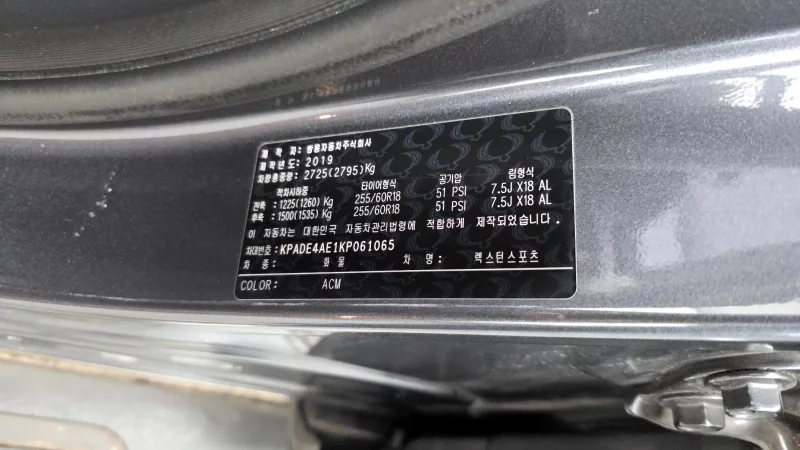 제 작 자: 쌍용자동차주식회사
제작년도: 2019
차량총중량: 2725(2795)Kg
적차시하중 타이어형식 공기압 림형식
전축 : 1225(1260) Kg 255/60R18 51 PSI 7.5J X18 AL
후축 : 1500(1535) Kg 255/60R18 51 PSI 7.5J X18 AL
이 자동차는 대한민국 자동차관리법령에 적합하게 제작되었습니다.
차대번호: KPADE4AE1KP061065
차 종: 화 물 차 명: 렉스턴스포츠
COLOR: ACM